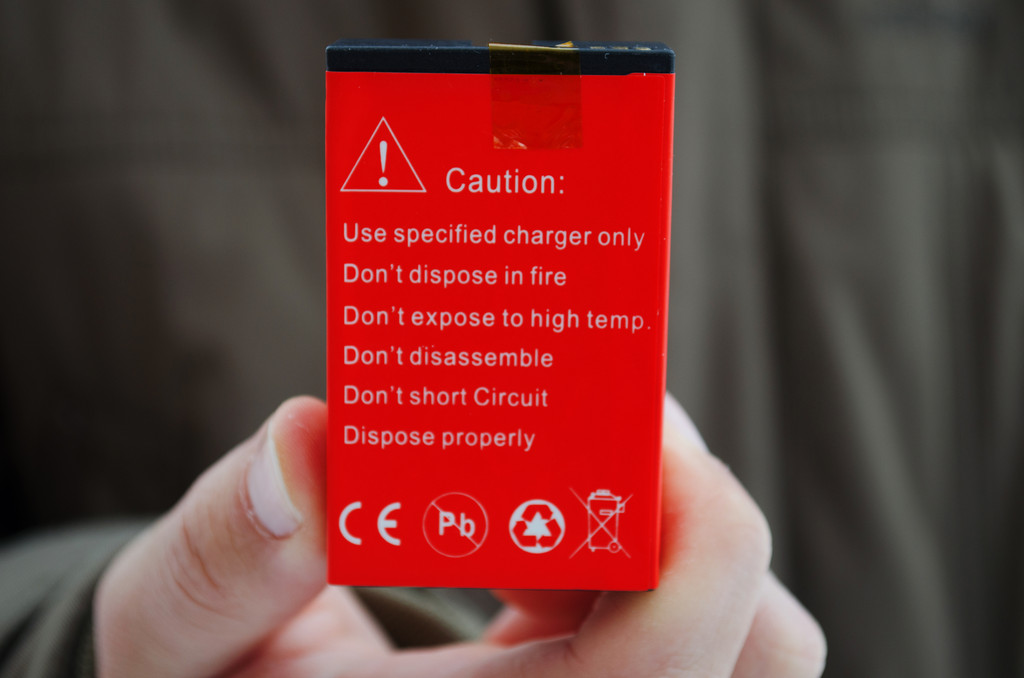 Caution:
Use specified charger only
Don't dispose in fire
Don't expose to high temp.
Don't disassemble
Don't short Circuit
Dispose properly
CE Pb